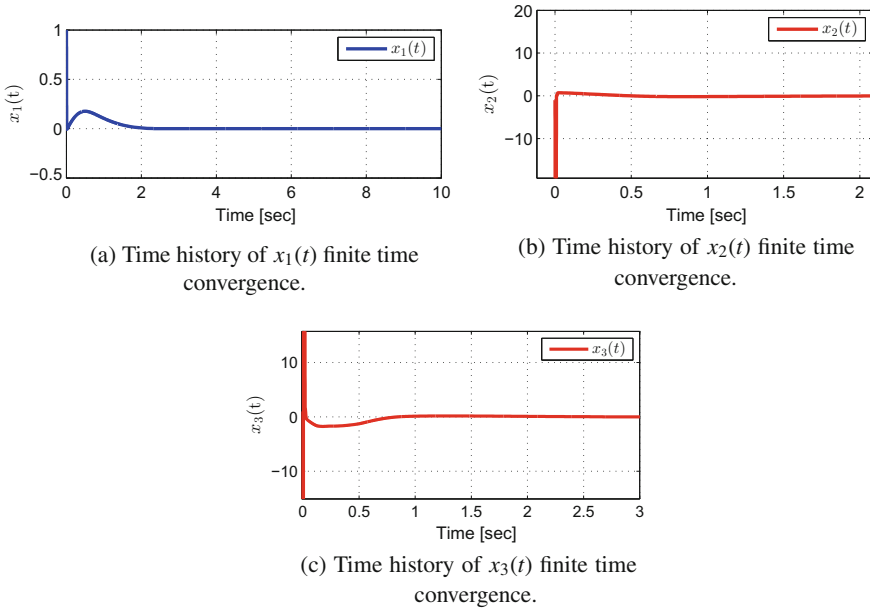 1
0.5
0
−0.5
x₁(t)
x₁(t)
0 2 4 6 8 10
Time [sec]
(a) Time history of x₁(t) finite time
convergence.
20
10
0
−10
x₂(t)
x₂(t)
0 0.5 1 1.5 2
Time [sec]
(b) Time history of x₂(t) finite time
convergence.
10
0
−10
x₃(t)
x₃(t)
0 0.5 1 1.5 2 2.5 3
Time [sec]
(c) Time history of x₃(t) finite time
convergence.